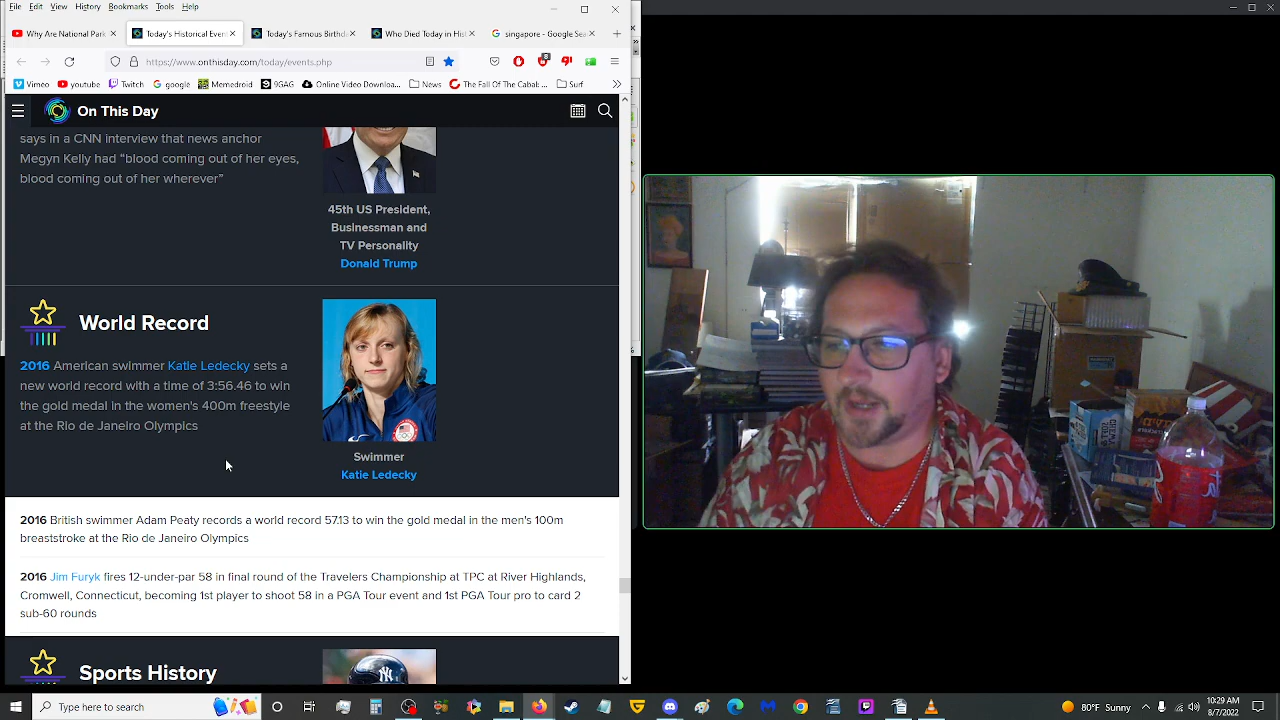 File Edit View History Bookmarks Tools Help
Why Are National Park
Today's Historical Even
Today's Famous Birthda
Who Died Today in Hist
singapore - Google Sea
https://www.onthisday.com/today/events.php
Vimeo youtube Twitch google mrdroid 9GAG Online Video Downloa... News The Fall Of The Cabal ... Surf
On This Day
says in a CNN interview that news anchor
Megyn Kelly had “blood coming out of her eyes,
blood coming out of her wherever”
45th US President,
Businessman and
TV Personality
Donald Trump
World Record
2016 American swimmer Katie Ledecky sets a
new world record with a time of 3:56.46 to win
the gold medal in the women's 400m freestyle
at the Rio de Janeiro Olympics
Swimmer
Katie Ledecky
2016 British swimmer Adam Peaty records a world record 57.13 to win the gold medal in the men's 100m
breaststroke at the Rio de Janeiro Olympics
2016 Jim Furyk fires 12-under-par 58 in final round of the Travelers Championship at TPC at River Highlands,
Cromwell, Connecticut, becoming 1st player to shoot 58 in a PGA Tour event and 1st PGA Tour pro to card 2
sub-60 rounds
Sports History
Type here to search
80°F Sunny
10:29 AM
8/7/2022